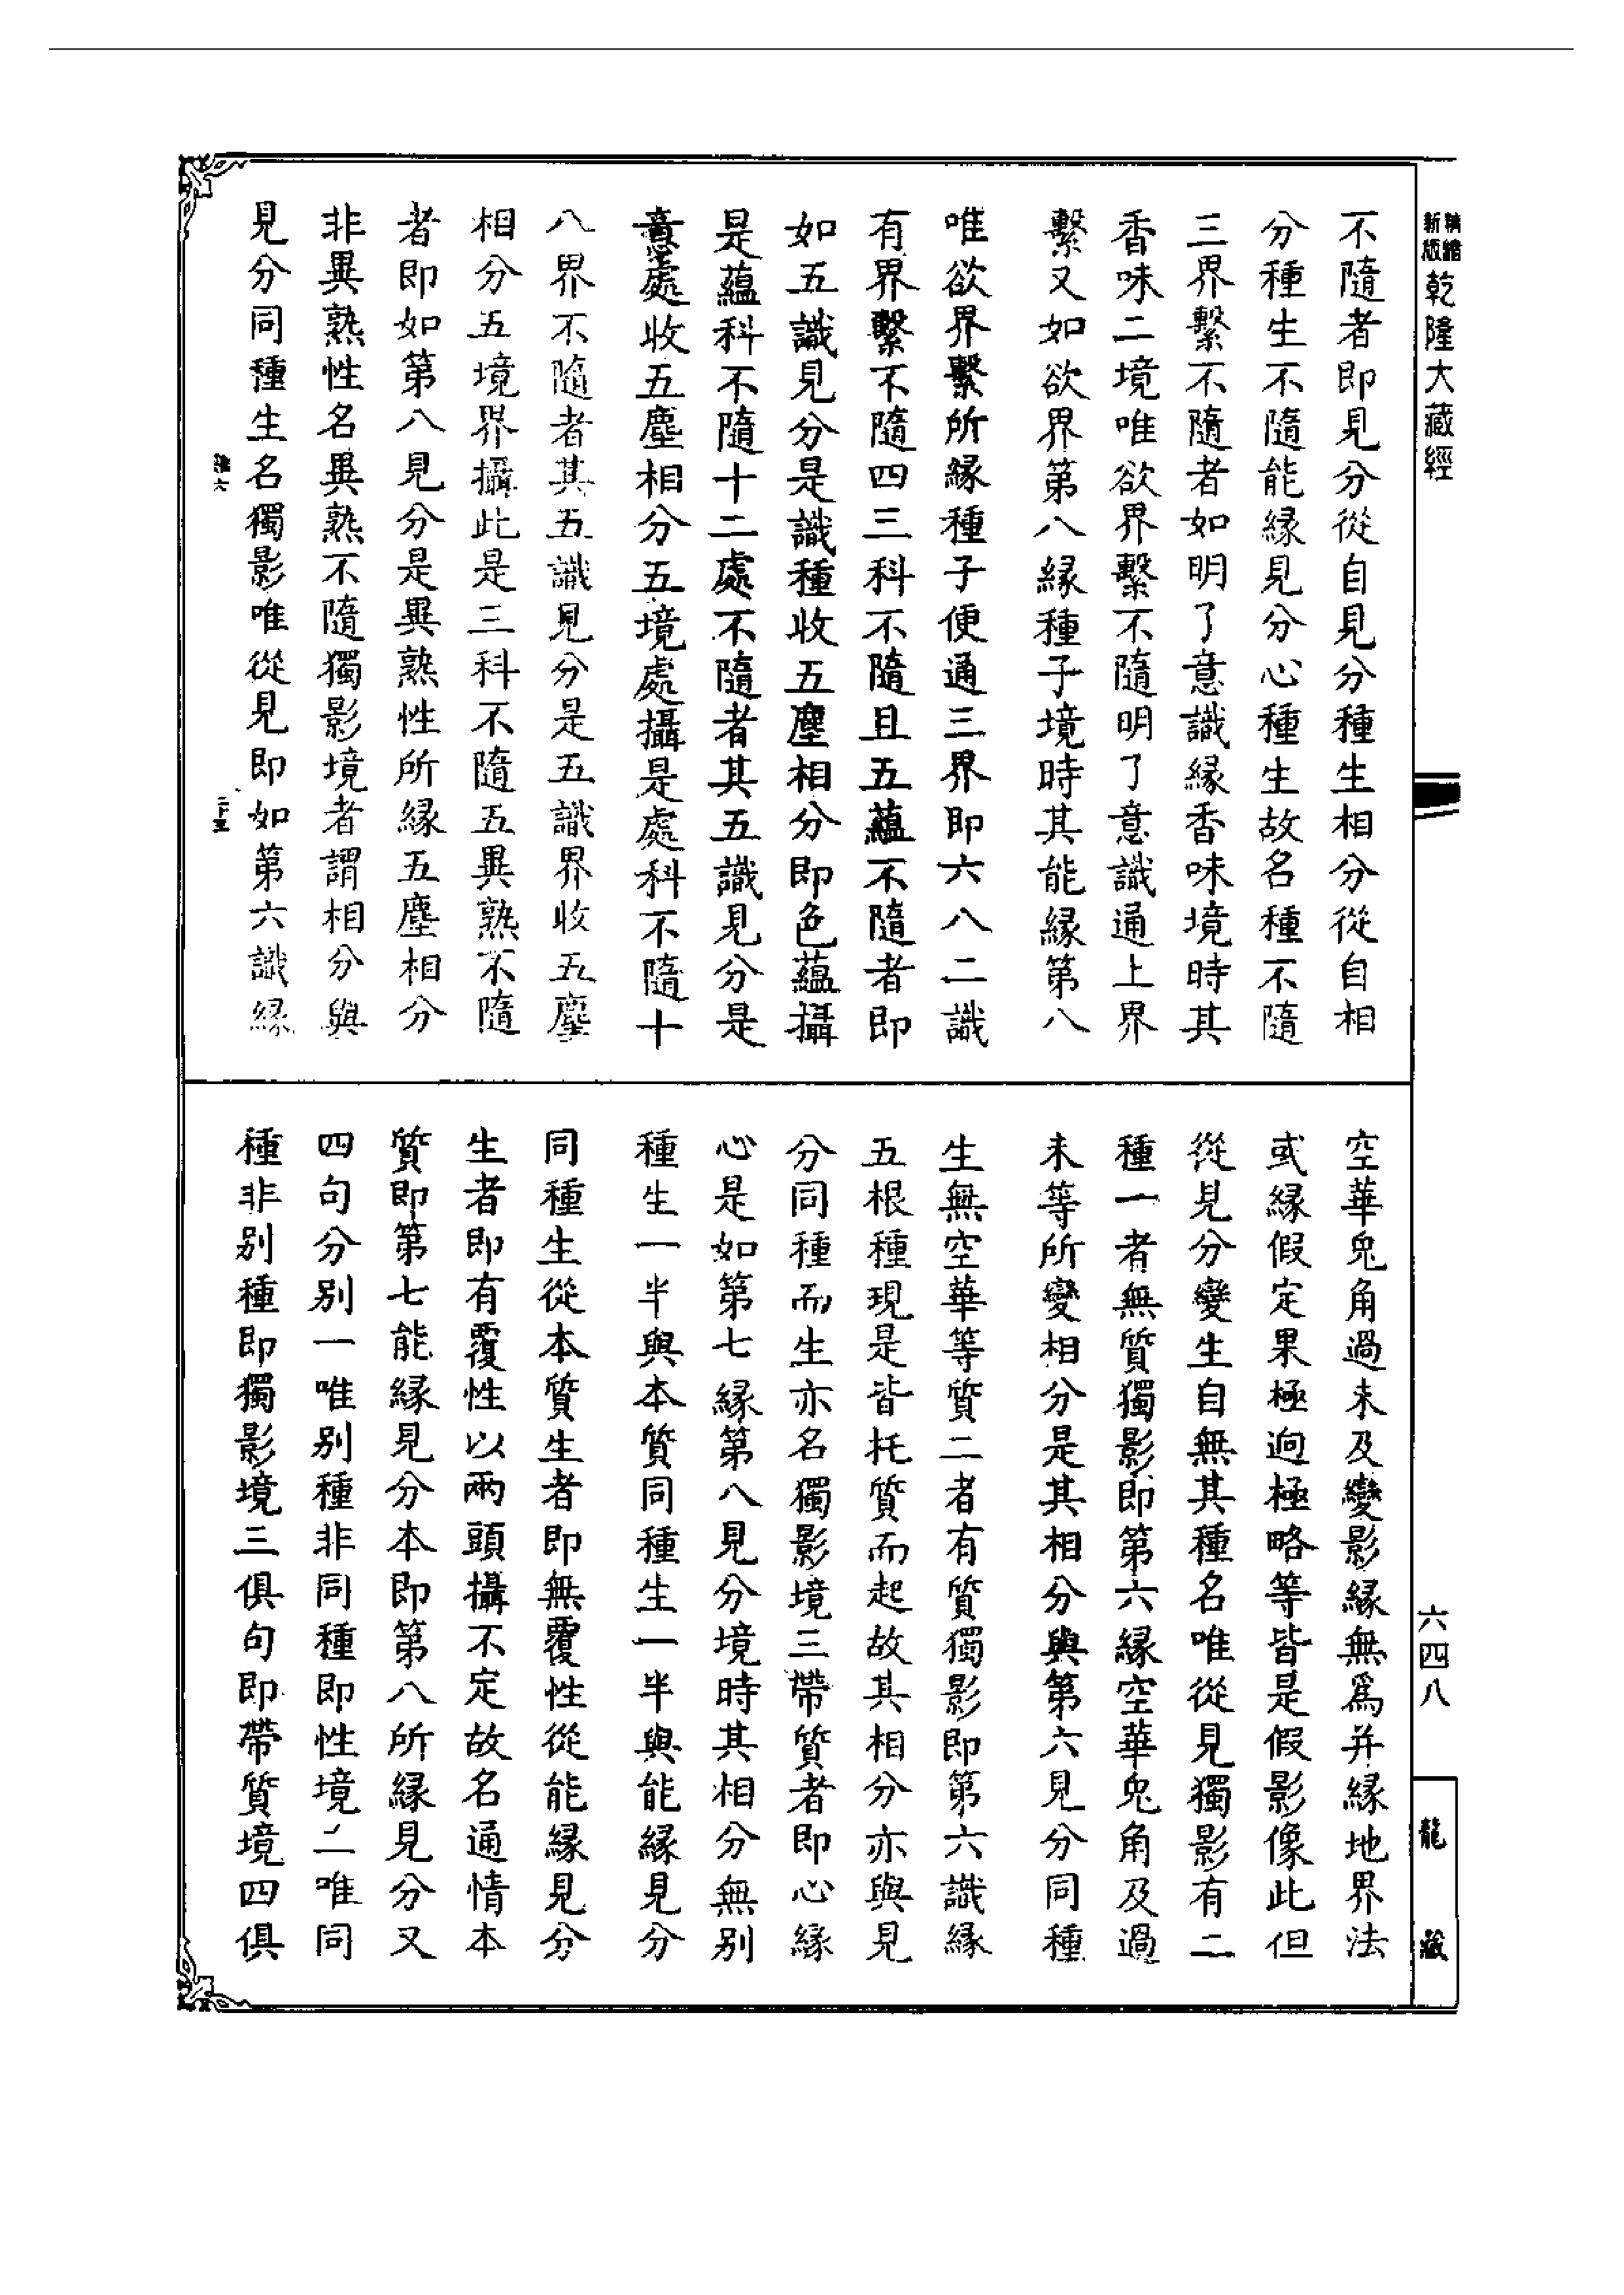 新版精縮乾隆大藏經
不隨者即見分從自見分種生相分從自相
分種生不隨能緣見分心種生故名種不隨
三界繫不隨者如明了意識緣香味境時其
香味二境唯欲界繫不隨明了意識通上界
繫又如欲界第八緣種子境時其能緣第八
唯欲界繫所緣種子便通三界即六八二識
有界繫不隨四三科不隨且五蘊不隨者即
如五識見分是識種收五塵相分即色蘊攝
是蘊科不隨十二處不隨者其五識見分是
意處收五塵相分五境處攝是處科不隨十
八界不隨者其五識見分是五識界收五塵
相分五境界攝此是三科不隨五異熟不隨
者即如第八見分是異熟性所緣五塵相分
非異熟性名異熟不隨獨影境者謂相分與
見分同種生名獨影唯從見即如第六識緣
空華兔角過未及變影緣無為并緣地界法
或緣假定果極迥極略等皆是假影像此但
從見分變生自無其種名唯從見獨影有二
種一者無質獨影即第六緣空華兔角及過
未等所變相分是其相分與第六見分同種
生無空華等質二者有質獨影即第六識緣
五根種現是皆托質而起故其相分亦與見
分同種而生亦名獨影境三帶質者即心緣
心是如第七緣第八見分境時其相分無別
種生一半與本質同種生一半與能緣見分
同種生從本質生者即無覆性從能緣見分
生者即有覆性以兩頭攝不定故名通情本
質即第七能緣見分本即第八所緣見分又
四句分別一唯別種非同種即性境二唯同
種非別種即獨影境三俱句即帶質境四俱
六四八
龍藏